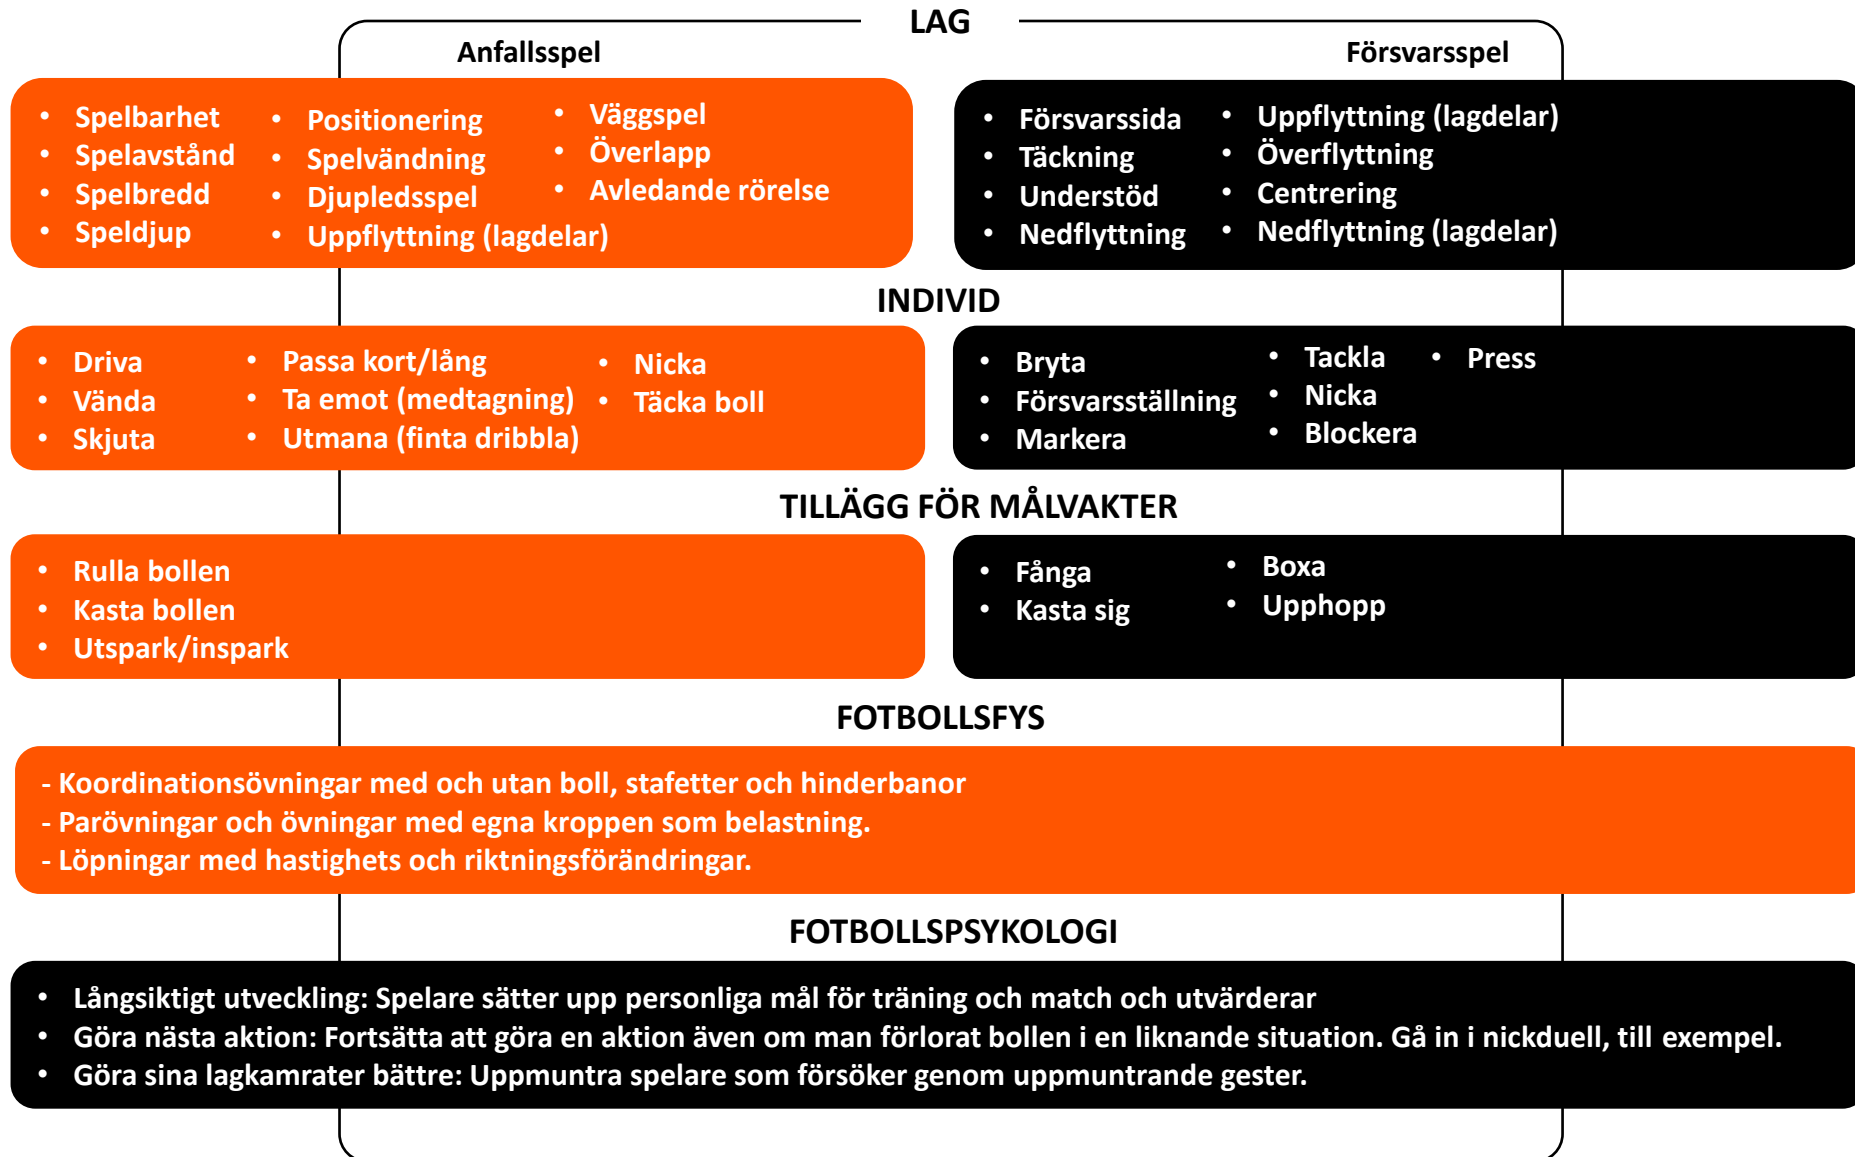 LAG
Anfallsspel
Försvarsspel
• Spelbarhet
• Spelavstånd
• Spelbredd
• Speldjup
• Positionering
• Spelvändning
• Djupledsspel
• Uppflyttning (lagdelar)
• Väggspel
• Överlapp
• Avledande rörelse
• Försvarssida
• Täckning
• Understöd
• Nedflyttning
• Uppflyttning (lagdelar)
• Överflyttning
• Centrering
• Nedflyttning (lagdelar)
INDIVID
• Driva
• Vända
• Skjuta
• Passa kort/lång
• Ta emot (medtagning)
• Utmana (finta dribbla)
• Nicka
• Täcka boll
• Bryta
• Försvarsställning
• Markera
• Tackla
• Nicka
• Blockera
• Press
TILLÄGG FÖR MÅLVAKTER
• Rulla bollen
• Kasta bollen
• Utspark/inspark
• Fånga
• Kasta sig
• Boxa
• Upphopp
FOTBOLLSFYS
- Koordinationsövningar med och utan boll, stafetter och hinderbanor
- Parövningar och övningar med egna kroppen som belastning.
- Löpningar med hastighets och riktningsförändringar.
FOTBOLLSPSYKOLOGI
• Långsiktigt utveckling: Spelare sätter upp personliga mål för träning och match och utvärderar
• Göra nästa aktion: Fortsätta att göra en aktion även om man förlorat bollen i en liknande situation. Gå in i nickduell, till exempel.
• Göra sina lagkamrater bättre: Uppmuntra spelare som försöker genom uppmuntrande gester.